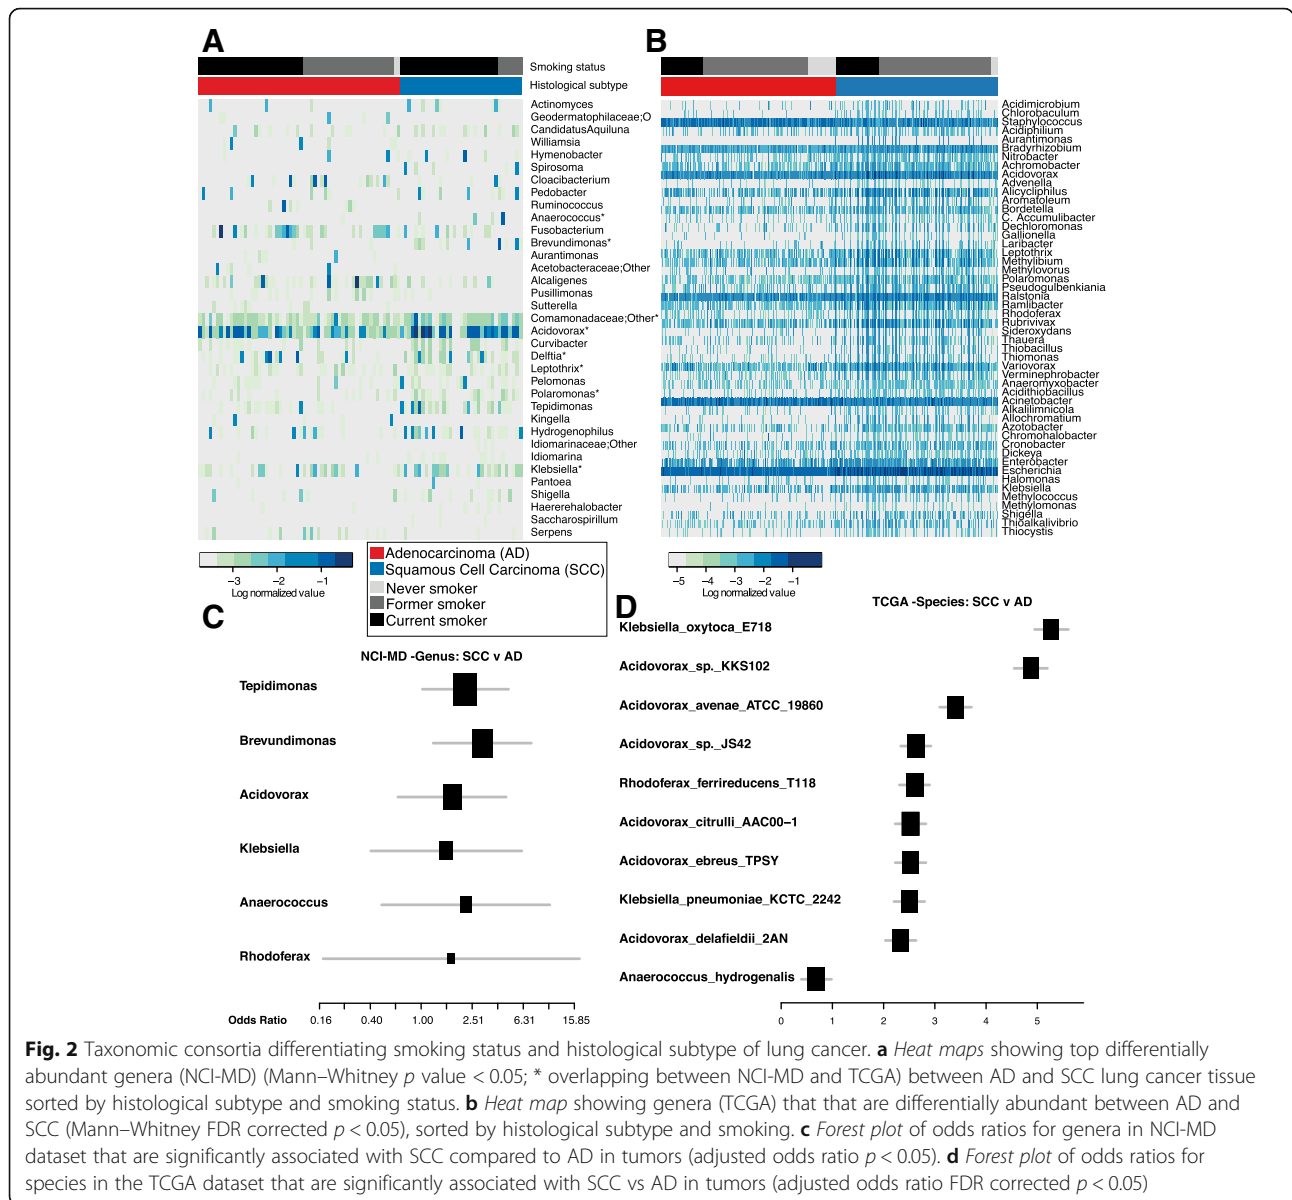 A
B
Smoking status
Histological subtype
Actinomyces
Geodermatophilaceae;O
CandidatusAquiluna
Williamsia
Hymenobacter
Spirosoma
Cloacibacterium
Pedobacter
Ruminococcus
Anaerococcus*
Fusobacterium
Brevundimonas*
Aurantimonas
Acetobacteraceae;Other
Alcaligenes
Pusillimonas
Sutterella
Comamonadaceae;Other*
Acidovorax*
Curvibacter
Delftia*
Leptothrix*
Pelomonas
Polaromonas*
Tepidimonas
Kingella
Hydrogenophilus
Idiomarinaceae;Other
Idiomarina
Klebsiella*
Pantoea
Shigella
Haererehalobacter
Saccharospirillum
Serpens
Acidimicrobium
Chlorobaculum
Staphylococcus
Acidiphilium
Aurantimonas
Bradyrhizobium
Nitrobacter
Achromobacter
Acidovorax
Advenella
Alicycliphilus
Aromatoleum
Bordetella
C. Accumulibacter
Dechloromonas
Gallionella
Laribacter
Leptothrix
Methylibium
Methylovorus
Polaromonas
Pseudogulbenkiania
Ralstonia
Ramlibacter
Rhodoferax
Rubrivivax
Sideroxydans
Thauera
Thiobacillus
Thiomonas
Variovorax
Verminephrobacter
Anaeromyxobacter
Acidithiobacillus
Acinetobacter
Alkalilimnicola
Allochromatium
Azotobacter
Chromohalobacter
Cronobacter
Dickeya
Enterobacter
Escherichia
Halomonas
Klebsiella
Methylococcus
Methylomonas
Shigella
Thioalkalivibrio
Thiocystis
−3 −2 −1
Log normalized value
Adenocarcinoma (AD)
Squamous Cell Carcinoma (SCC)
Never smoker
Former smoker
Current smoker
−5 −4 −3 −2 −1
Log normalized value
C
NCI-MD -Genus: SCC v AD
Tepidimonas
Brevundimonas
Acidovorax
Klebsiella
Anaerococcus
Rhodoferax
Odds Ratio 0.16 0.40 1.00 2.51 6.31 15.85
D
TCGA -Species: SCC v AD
Klebsiella_oxytoca_E718
Acidovorax_sp._KKS102
Acidovorax_avenae_ATCC_19860
Acidovorax_sp._JS42
Rhodoferax_ferrireducens_T118
Acidovorax_citrulli_AAC00−1
Acidovorax_ebreus_TPSY
Klebsiella_pneumoniae_KCTC_2242
Acidovorax_delafieldii_2AN
Anaerococcus_hydrogenalis
0 1 2 3 4 5
Fig. 2 Taxonomic consortia differentiating smoking status and histological subtype of lung cancer. a Heat maps showing top differentially
abundant genera (NCI-MD) (Mann–Whitney p value < 0.05; * overlapping between NCI-MD and TCGA) between AD and SCC lung cancer tissue
sorted by histological subtype and smoking status. b Heat map showing genera (TCGA) that that are differentially abundant between AD and
SCC (Mann–Whitney FDR corrected p < 0.05), sorted by histological subtype and smoking. c Forest plot of odds ratios for genera in NCI-MD
dataset that are significantly associated with SCC compared to AD in tumors (adjusted odds ratio p < 0.05). d Forest plot of odds ratios for
species in the TCGA dataset that are significantly associated with SCC vs AD in tumors (adjusted odds ratio FDR corrected p < 0.05)